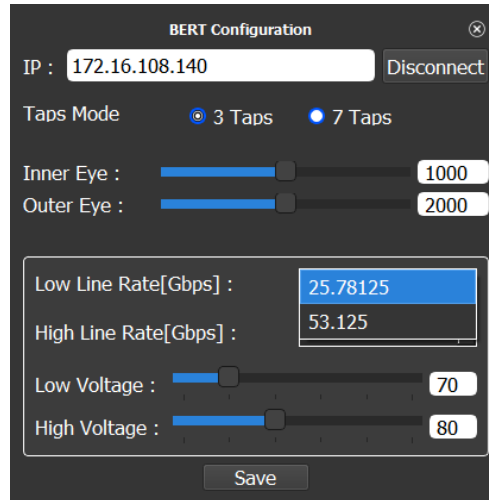 BERT Configuration
IP : 172.16.108.140 Disconnect
Taps Mode 3 Taps 7 Taps
Inner Eye : 1000
Outer Eye : 2000
Low Line Rate[Gbps] : 25.78125
High Line Rate[Gbps] : 53.125
Low Voltage : 70
High Voltage : 80
Save